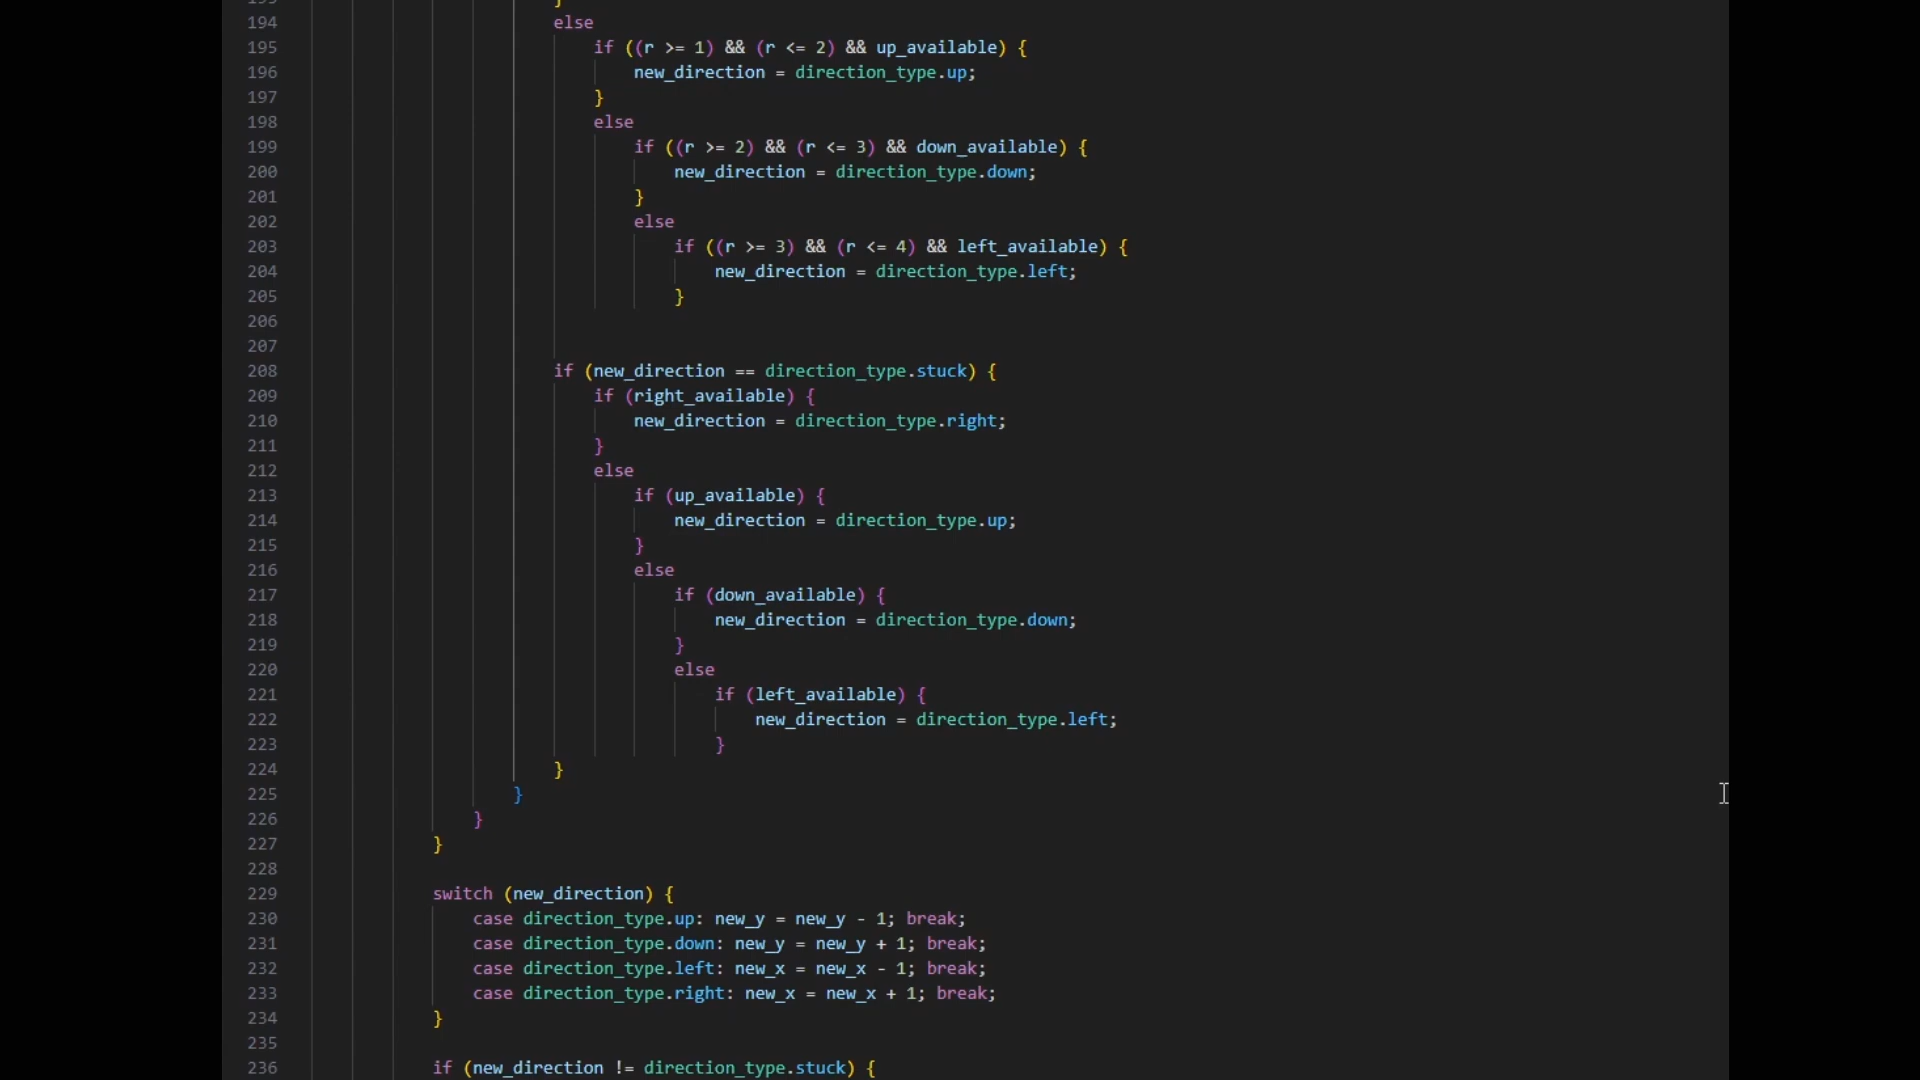 }
194 else
195 if ((r >= 1) && (r <= 2) && up_available) {
196 new_direction = direction_type.up;
197 }
198 else
199 if ((r >= 2) && (r <= 3) && down_available) {
200 new_direction = direction_type.down;
201 }
202 else
203 if ((r >= 3) && (r <= 4) && left_available) {
204 new_direction = direction_type.left;
205 }
206
207
208 if (new_direction == direction_type.stuck) {
209 if (right_available) {
210 new_direction = direction_type.right;
211 }
212 else
213 if (up_available) {
214 new_direction = direction_type.up;
215 }
216 else
217 if (down_available) {
218 new_direction = direction_type.down;
219 }
220 else
221 if (left_available) {
222 new_direction = direction_type.left;
223 }
224 }
225 }
226 }
227 }
228
229 switch (new_direction) {
230 case direction_type.up: new_y = new_y - 1; break;
231 case direction_type.down: new_y = new_y + 1; break;
232 case direction_type.left: new_x = new_x - 1; break;
233 case direction_type.right: new_x = new_x + 1; break;
234 }
235
236 if (new_direction != direction_type.stuck) {